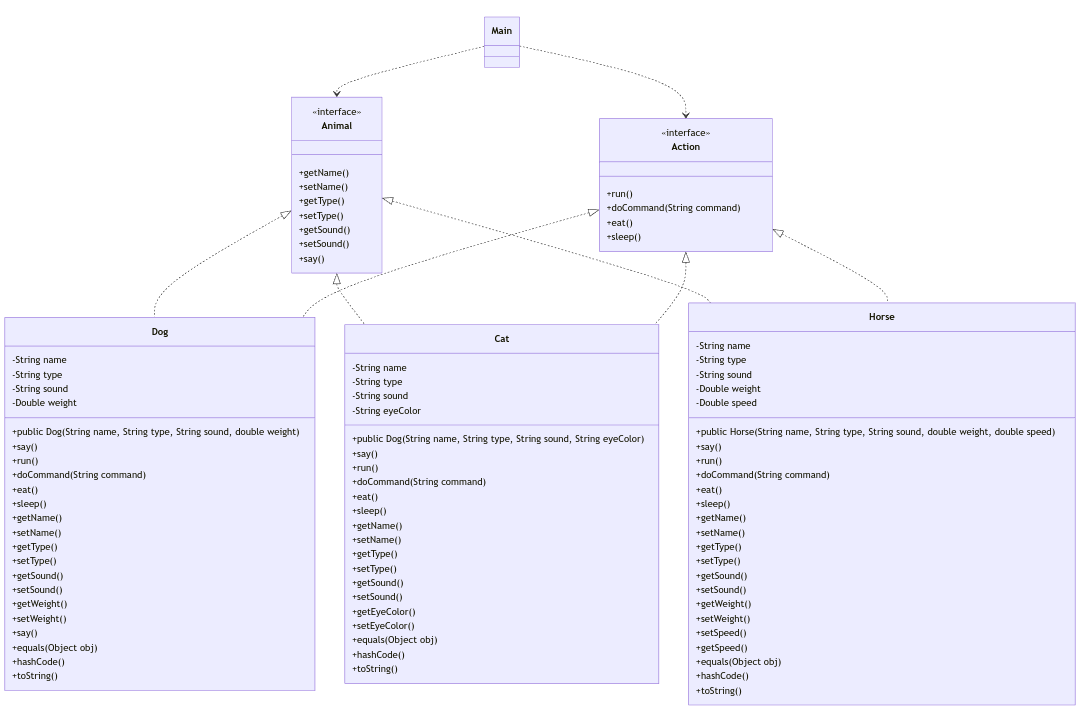 Main
«interface»
Animal
+getName()
+setName()
+getType()
+setType()
+getSound()
+setSound()
+say()
«interface»
Action
+run()
+doCommand(String command)
+eat()
+sleep()
Dog
-String name
-String type
-String sound
-Double weight
+public Dog(String name, String type, String sound, double weight)
+say()
+run()
+doCommand(String command)
+eat()
+sleep()
+getName()
+setName()
+getType()
+setType()
+getSound()
+setSound()
+getWeight()
+setWeight()
+say()
+equals(Object obj)
+hashCode()
+toString()
Cat
-String name
-String type
-String sound
-String eyeColor
+public Dog(String name, String type, String sound, String eyeColor)
+say()
+run()
+doCommand(String command)
+eat()
+sleep()
+getName()
+setName()
+getType()
+setType()
+getSound()
+setSound()
+getEyeColor()
+setEyeColor()
+equals(Object obj)
+hashCode()
+toString()
Horse
-String name
-String type
-String sound
-Double weight
-Double speed
+public Horse(String name, String type, String sound, double weight, double speed)
+say()
+run()
+doCommand(String command)
+eat()
+sleep()
+getName()
+setName()
+getType()
+setType()
+getSound()
+setSound()
+getWeight()
+setWeight()
+setSpeed()
+getSpeed()
+equals(Object obj)
+hashCode()
+toString()